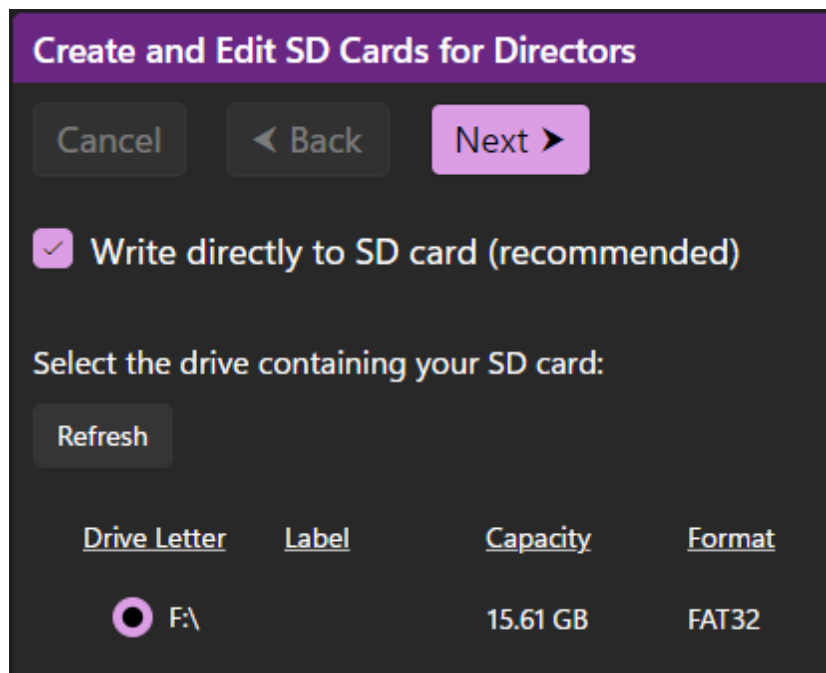 Create and Edit SD Cards for Directors
Cancel ⮜ Back Next ⮞
Write directly to SD card (recommended)
Select the drive containing your SD card:
Refresh
Drive Letter Label Capacity Format
F:\ 15.61 GB FAT32